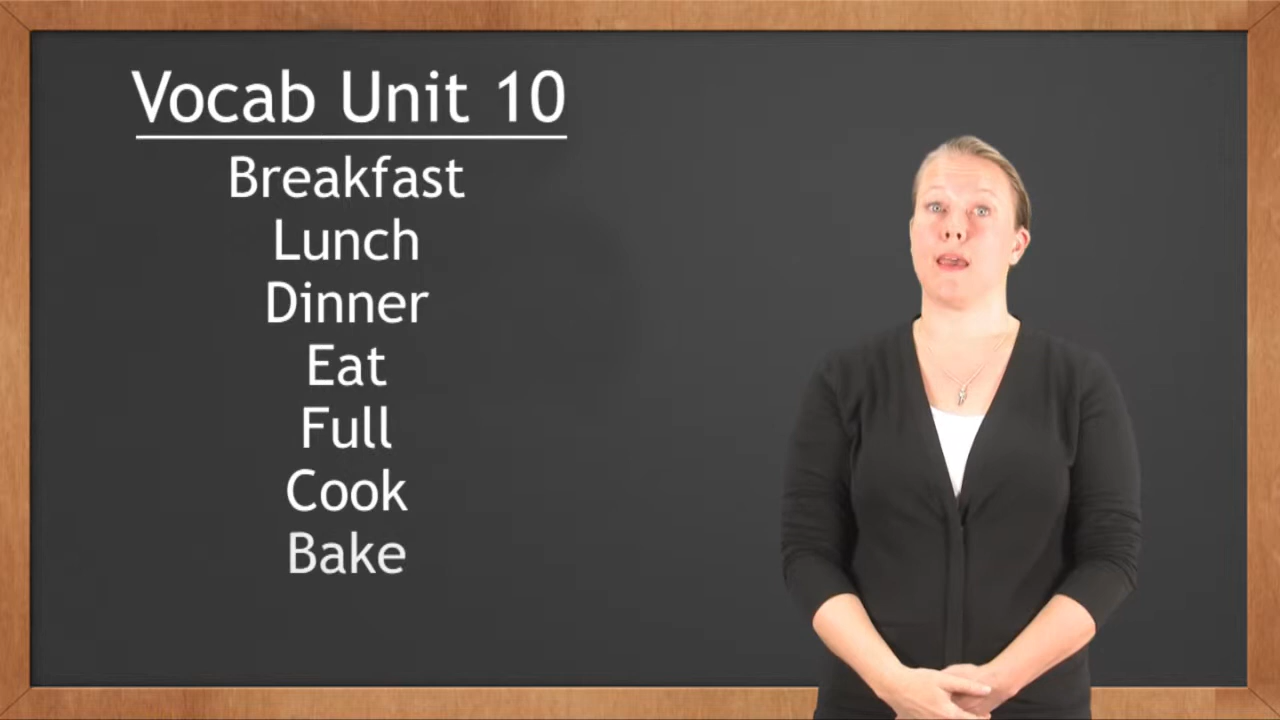 Vocab Unit 10
Breakfast
Lunch
Dinner
Eat
Full
Cook
Bake